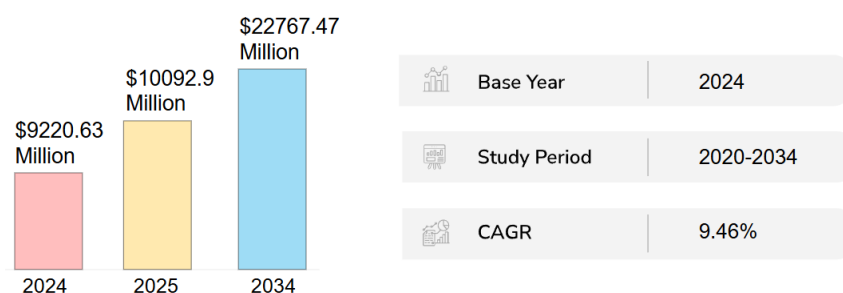 $22767.47
Million
$10092.9
Million
$9220.63
Million
2024
2025
2034
Base Year 2024
Study Period 2020-2034
CAGR 9.46%